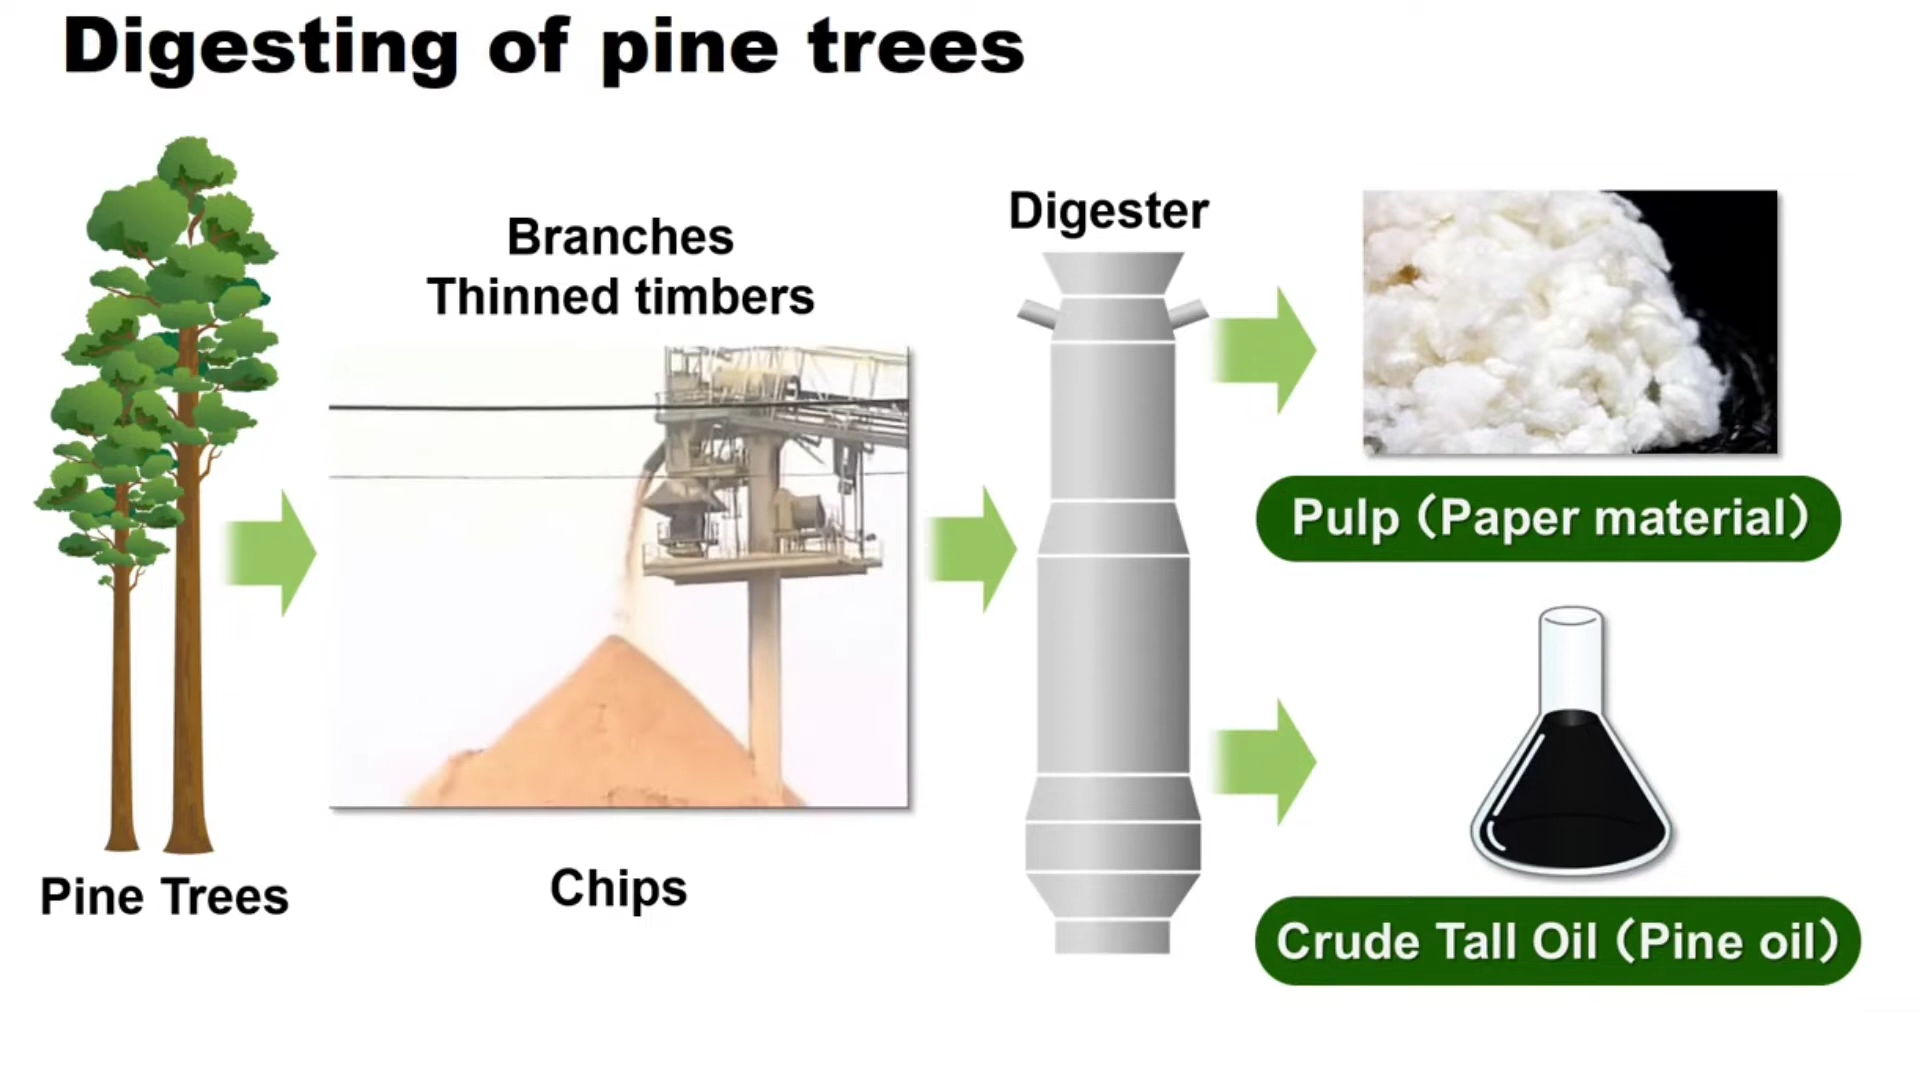 Digesting of pine trees
Branches
Thinned timbers
Digester
Pulp（Paper material）
Pine Trees
Chips
Crude Tall Oil（Pine oil）